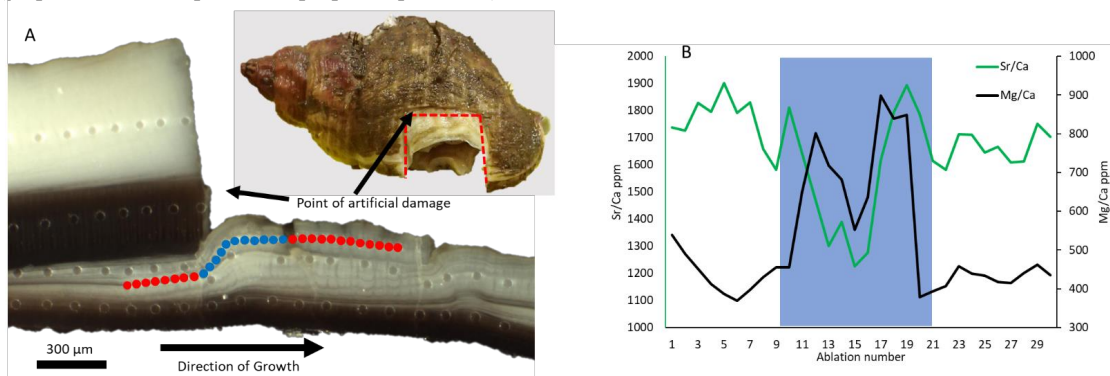 A
Point of artificial damage
300 µm
Direction of Growth
B
Sr/Ca
Mg/Ca
Sr/Ca ppm
2000
1900
1800
1700
1600
1500
1400
1300
1200
1100
1000
1000
900
800
700
600
500
400
300
Mg/Ca ppm
1 3 5 7 9 11 13 15 17 19 21 23 25 27 29
Ablation number